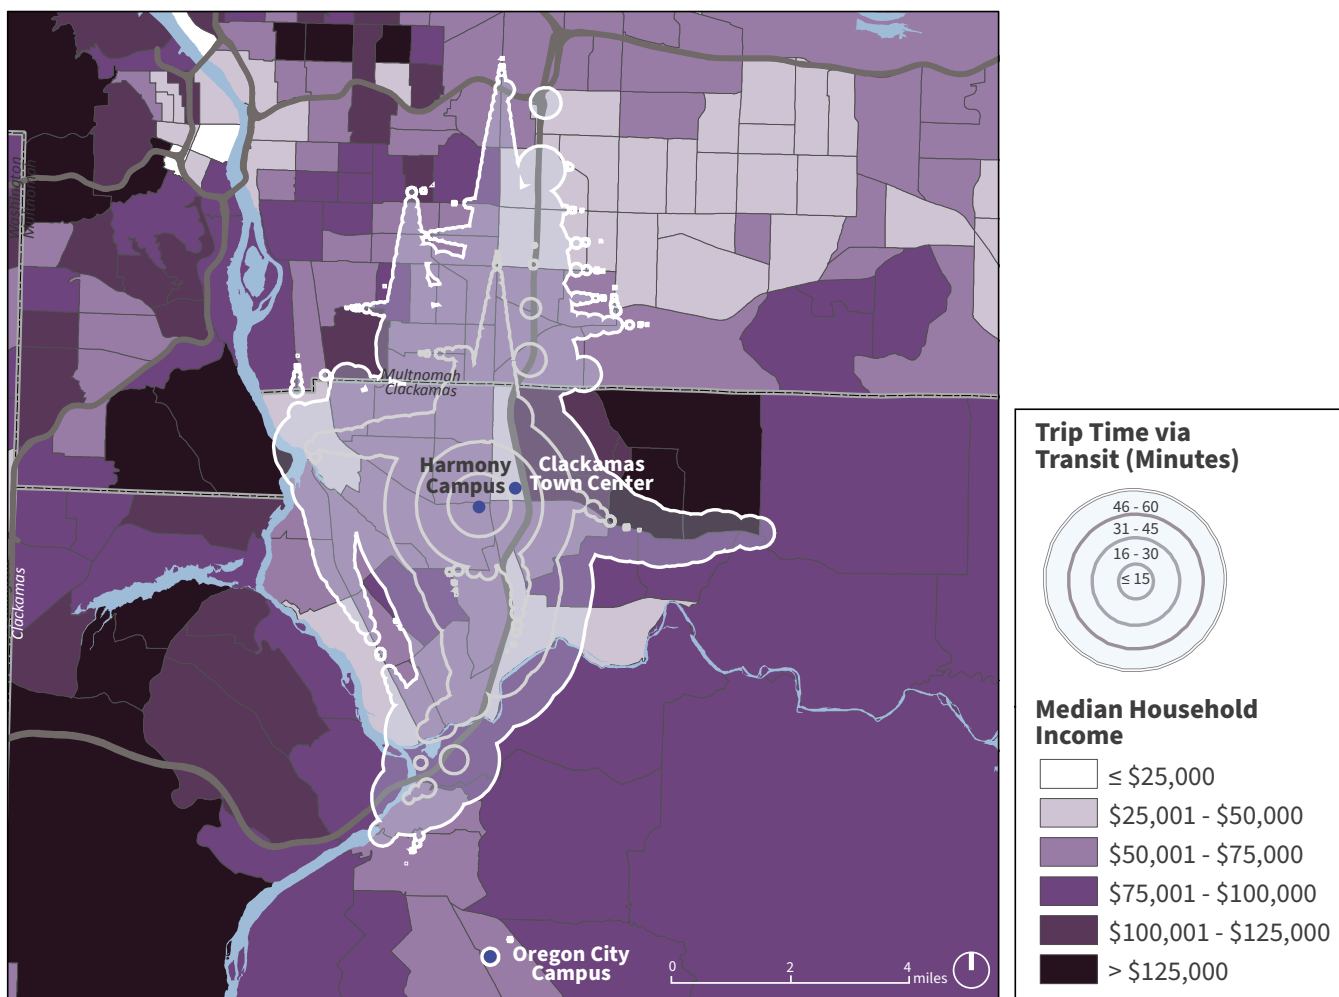 Washington
Multnomah
Multnomah
Clackamas
Harmony
Campus
Clackamas
Town Center
Clackamas
Oregon City
Campus
0
2
4
miles
Trip Time via
Transit (Minutes)
46 - 60
31 - 45
16 - 30
≤ 15
Median Household
Income
≤ $25,000
$25,001 - $50,000
$50,001 - $75,000
$75,001 - $100,000
$100,001 - $125,000
> $125,000